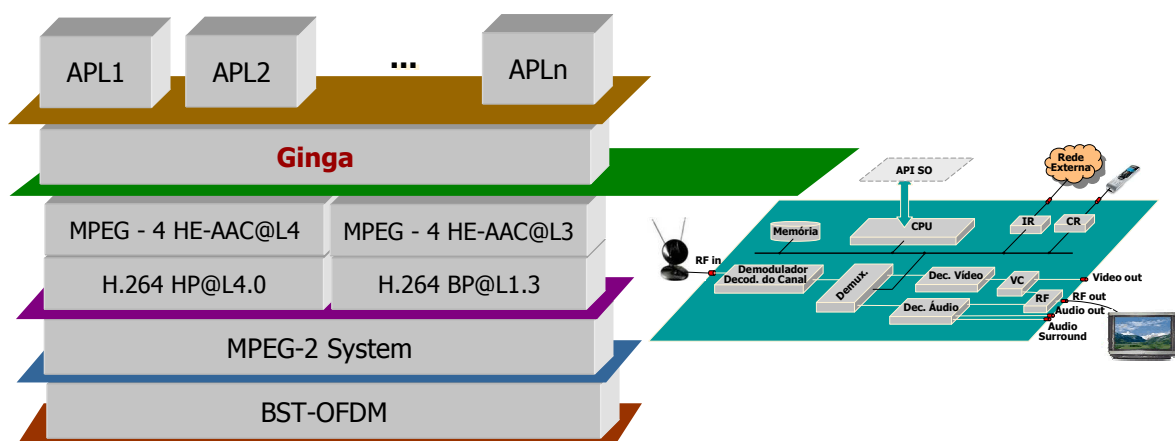 APL1
APL2
...
APLn
Ginga
MPEG - 4 HE-AAC@L4
MPEG - 4 HE-AAC@L3
H.264 HP@L4.0
H.264 BP@L1.3
MPEG-2 System
BST-OFDM
Rede
Externa
API SO
CPU
IR
CR
Memória
RF in
Demodulador
Decod. do Canal
Demux.
Dec. Vídeo
VC
Video out
Dec. Áudio
RF
RF out
Audio out
Audio
Surround